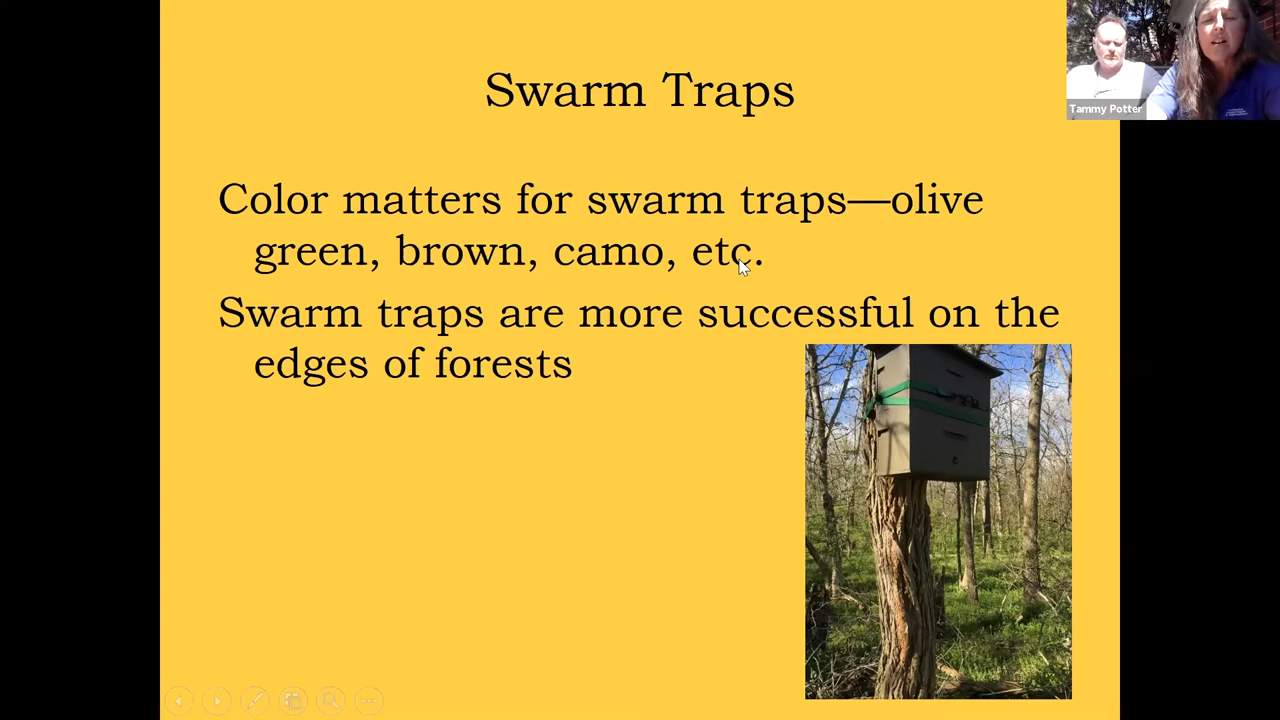 Swarm Traps
Color matters for swarm traps—olive
green, brown, camo, etc.
Swarm traps are more successful on the
edges of forests
Tammy Potter